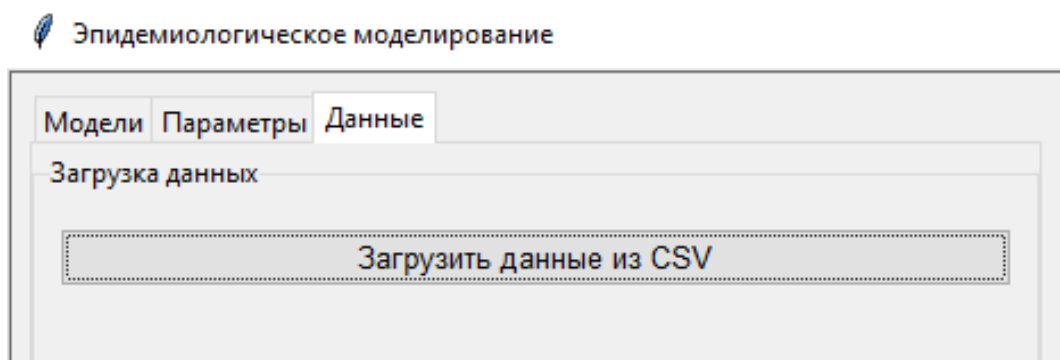 Эпидемиологическое моделирование
Модели Параметры Данные
Загрузка данных
Загрузить данные из CSV